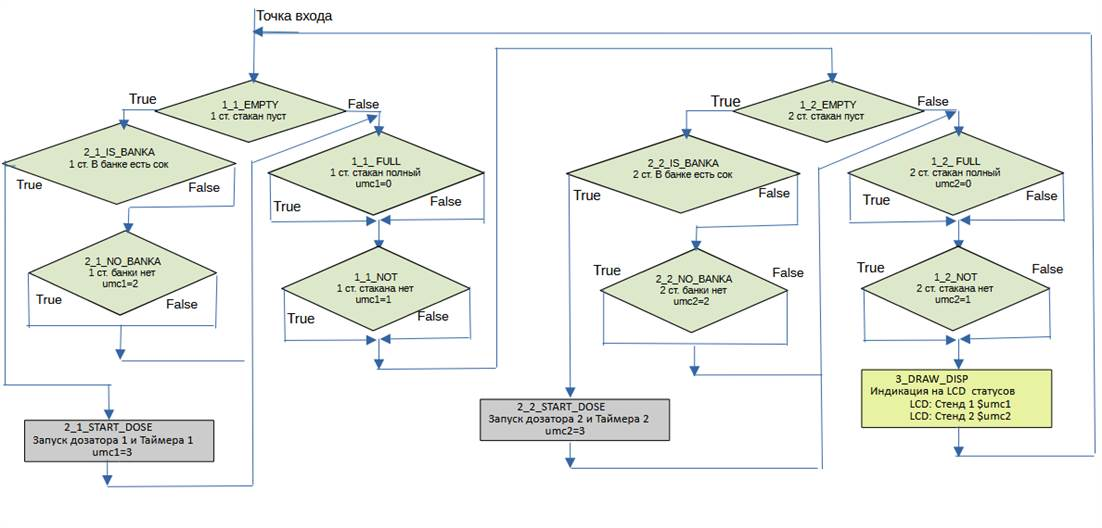 Точка входа
True
1_1_EMPTY
1 ст. стакан пуст
False
2_1_IS_BANKA
1 ст. В банке есть сок
True
False
2_1_NO_BANKA
1 ст. банки нет
umc1=2
True
False
2_1_START_DOSE
Запуск дозатора 1 и Таймера 1
umc1=3
1_1_ FULL
1 ст. стакан полный
umc1=0
True
False
1_1_NOT
1 ст. стакана нет
umc1=1
True
False
True
1_2_EMPTY
2 ст. стакан пуст
False
2_2_IS_BANKA
2 ст. В банке есть сок
True
False
2_2_NO_BANKA
2 ст. банки нет
umc2=2
True
False
2_2_START_DOSE
Запуск дозатора 2 и Таймера 2
umc2=3
1_2_ FULL
2 ст. стакан полный
umc2=0
True
False
1_2_NOT
2 ст. стакана нет
umc2=1
True
False
3_DRAW_DISP
Индикация на LCD статусов
LCD: Стенд 1 $umc1
LCD: Стенд 2 $umc2